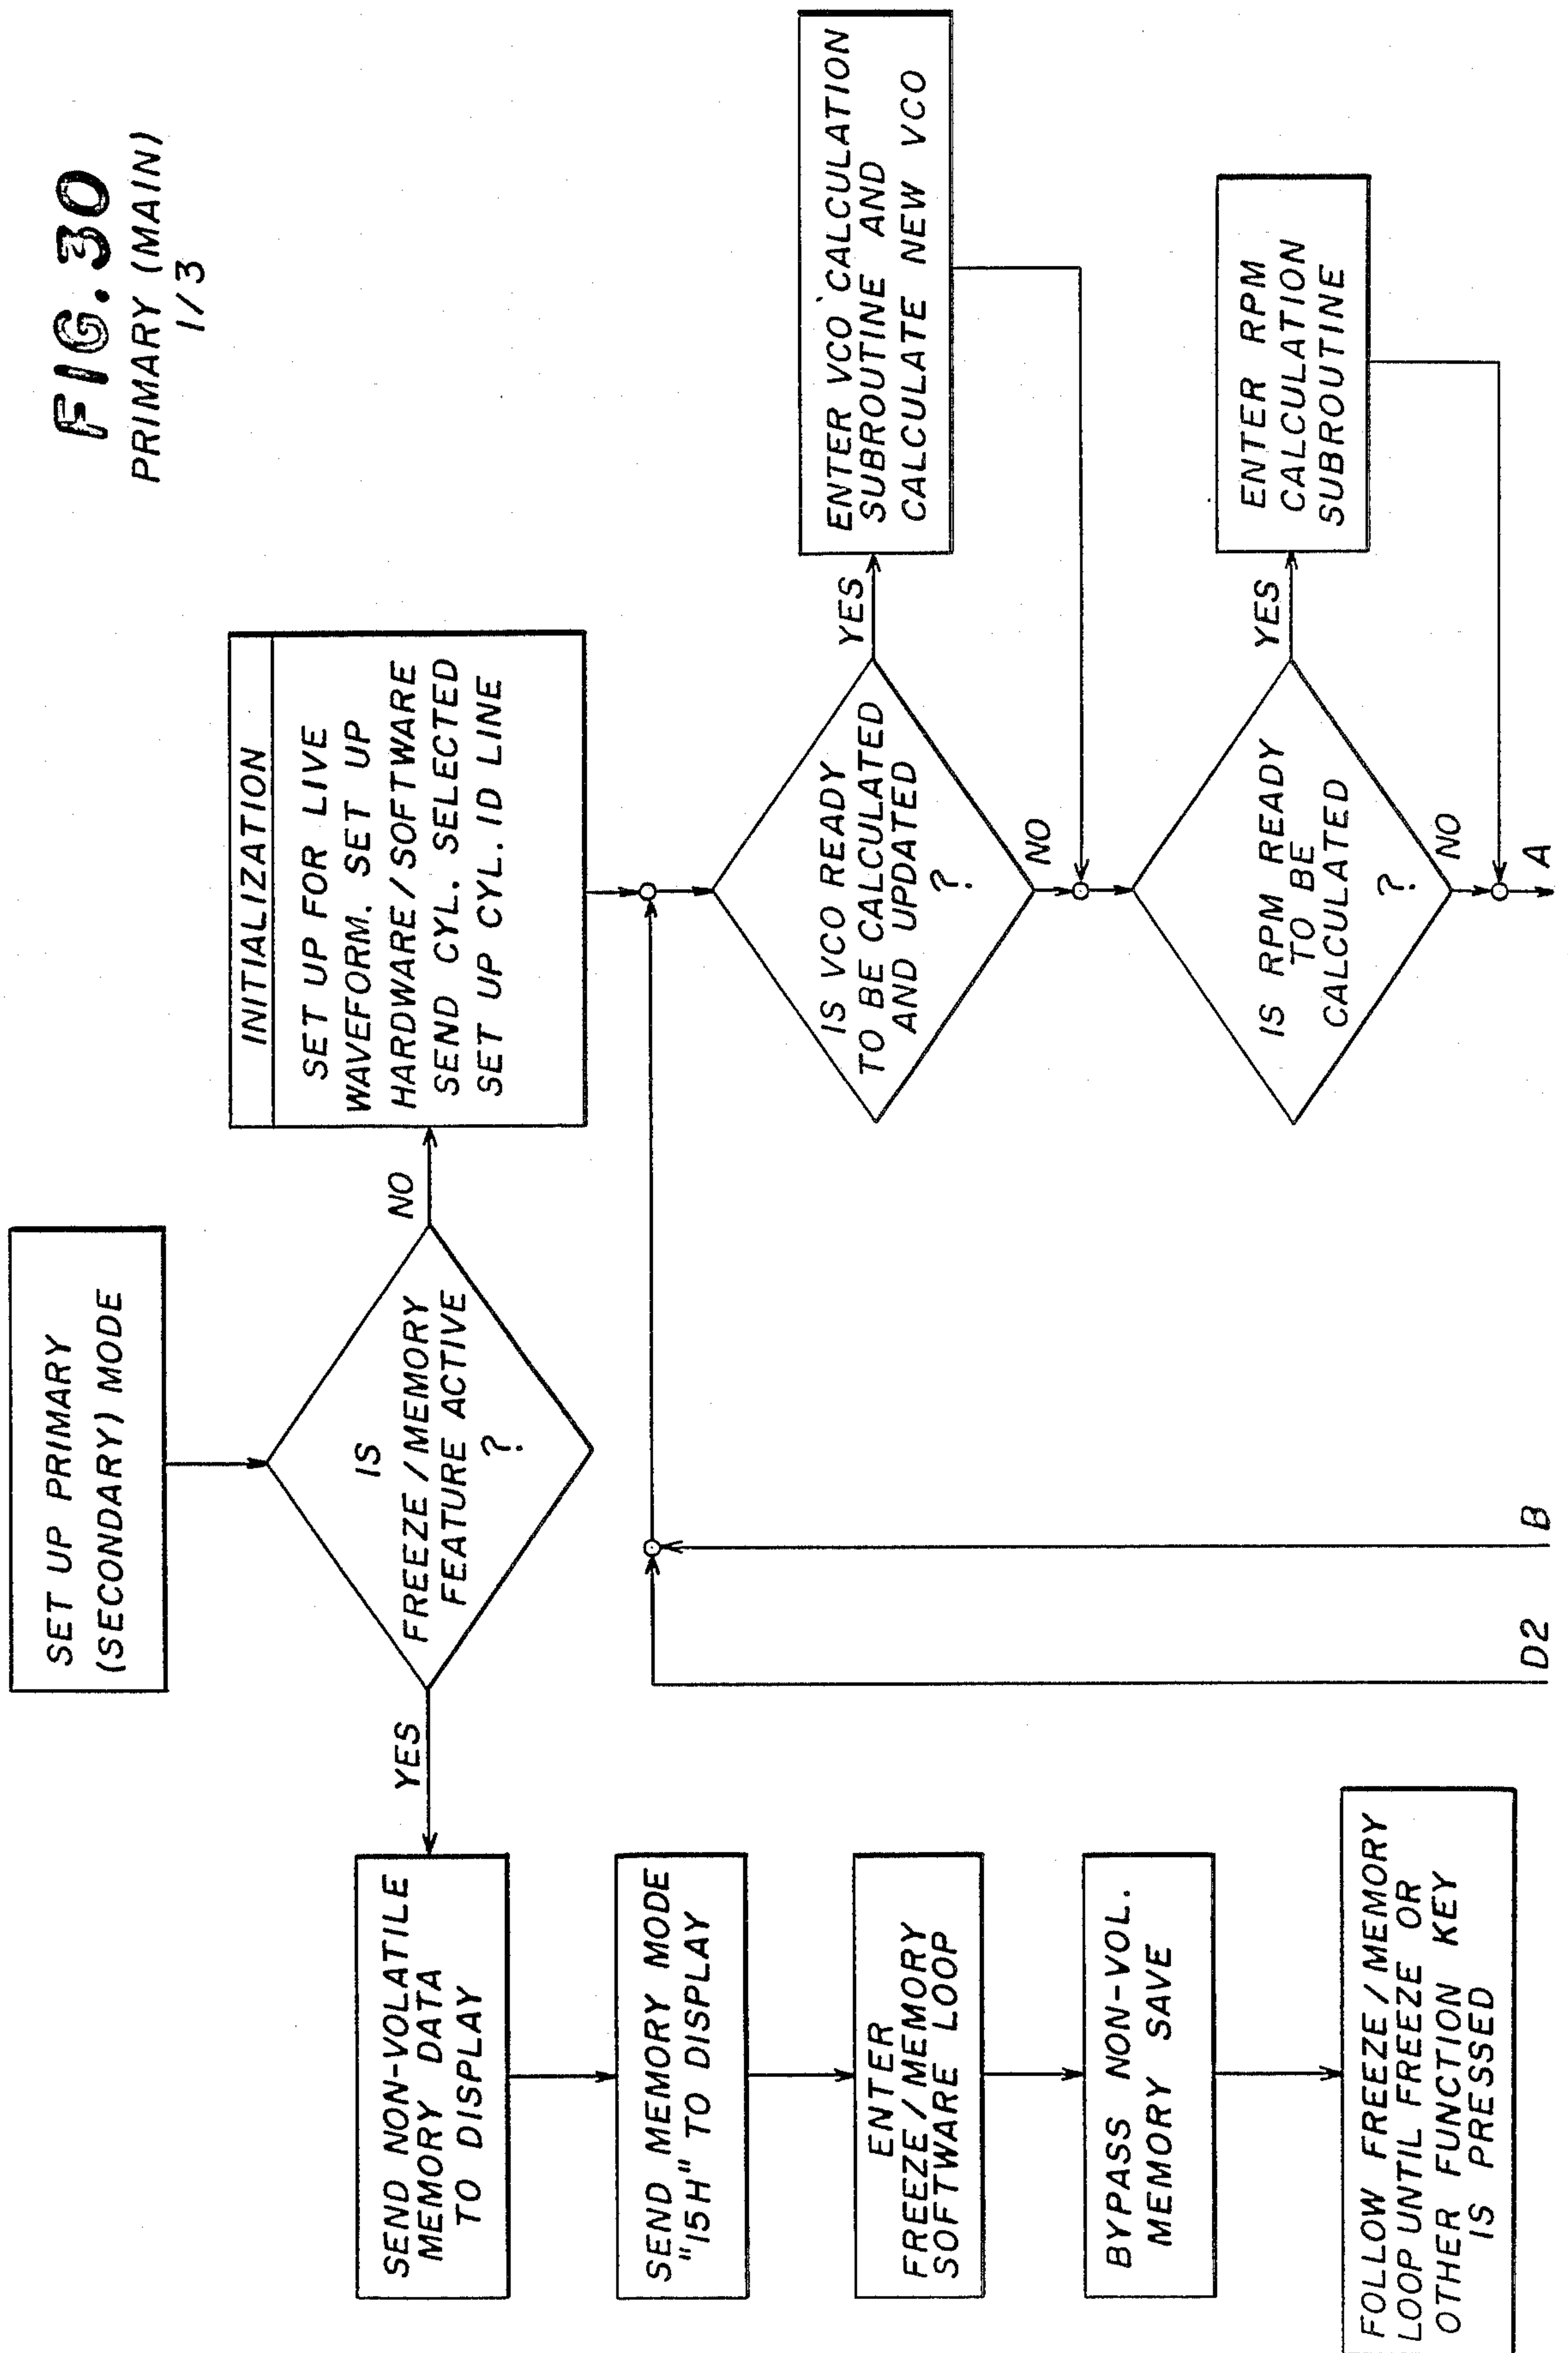 FIG. 30
PRIMARY (MAIN)
1/3
SET UP PRIMARY
(SECONDARY) MODE
IS
FREEZE/MEMORY
FEATURE ACTIVE
?
YES
NO
SEND NON-VOLATILE
MEMORY DATA
TO DISPLAY
SEND MEMORY MODE
"15H" TO DISPLAY
ENTER
FREEZE/MEMORY
SOFTWARE LOOP
BYPASS NON-VOL.
MEMORY SAVE
FOLLOW FREEZE/MEMORY
LOOP UNTIL FREEZE OR
OTHER FUNCTION KEY
IS PRESSED
INITIALIZATION
SET UP FOR LIVE
WAVEFORM. SET UP
HARDWARE/SOFTWARE
SEND CYL. SELECTED
SET UP CYL. ID LINE
IS VCO READY
TO BE CALCULATED
AND UPDATED
?
YES
NO
ENTER VCO CALCULATION
SUBROUTINE AND
CALCULATE NEW VCO
IS RPM READY
TO BE
CALCULATED
?
YES
NO
ENTER RPM
CALCULATION
SUBROUTINE
D2
B
A